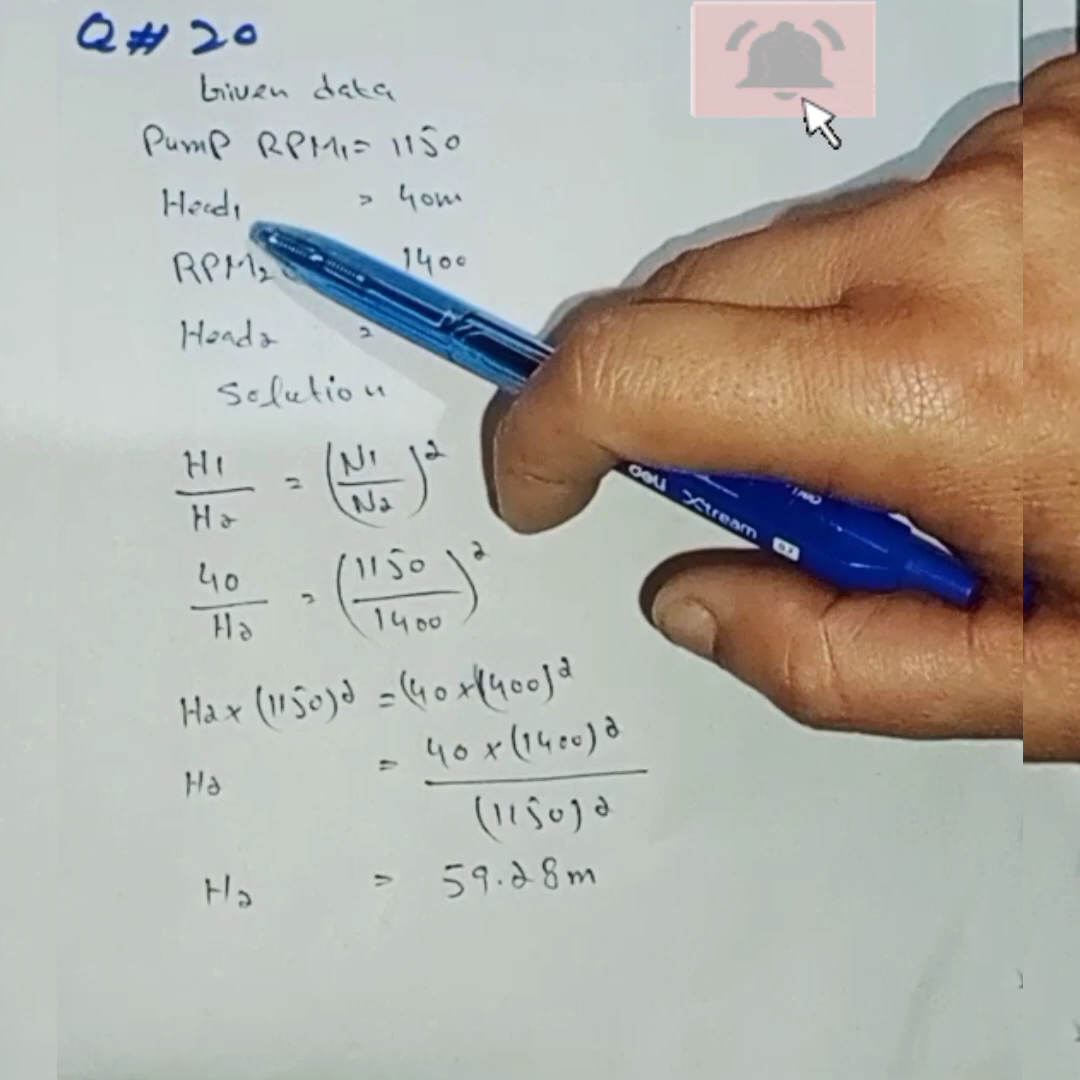 Q # 20
Given data
Pump RPM1 = 1150
Head1 = 40m
RPM2 1400
Head2 =
Solution
H1/H2 = (N1/N2)²
40/H2 = (1150/1400)²
H2 x (1150)² = (40 x 1400)²
H2 = 40 x (1400)² / (1150)²
H2 = 59.28m
deli Xtream 0.7